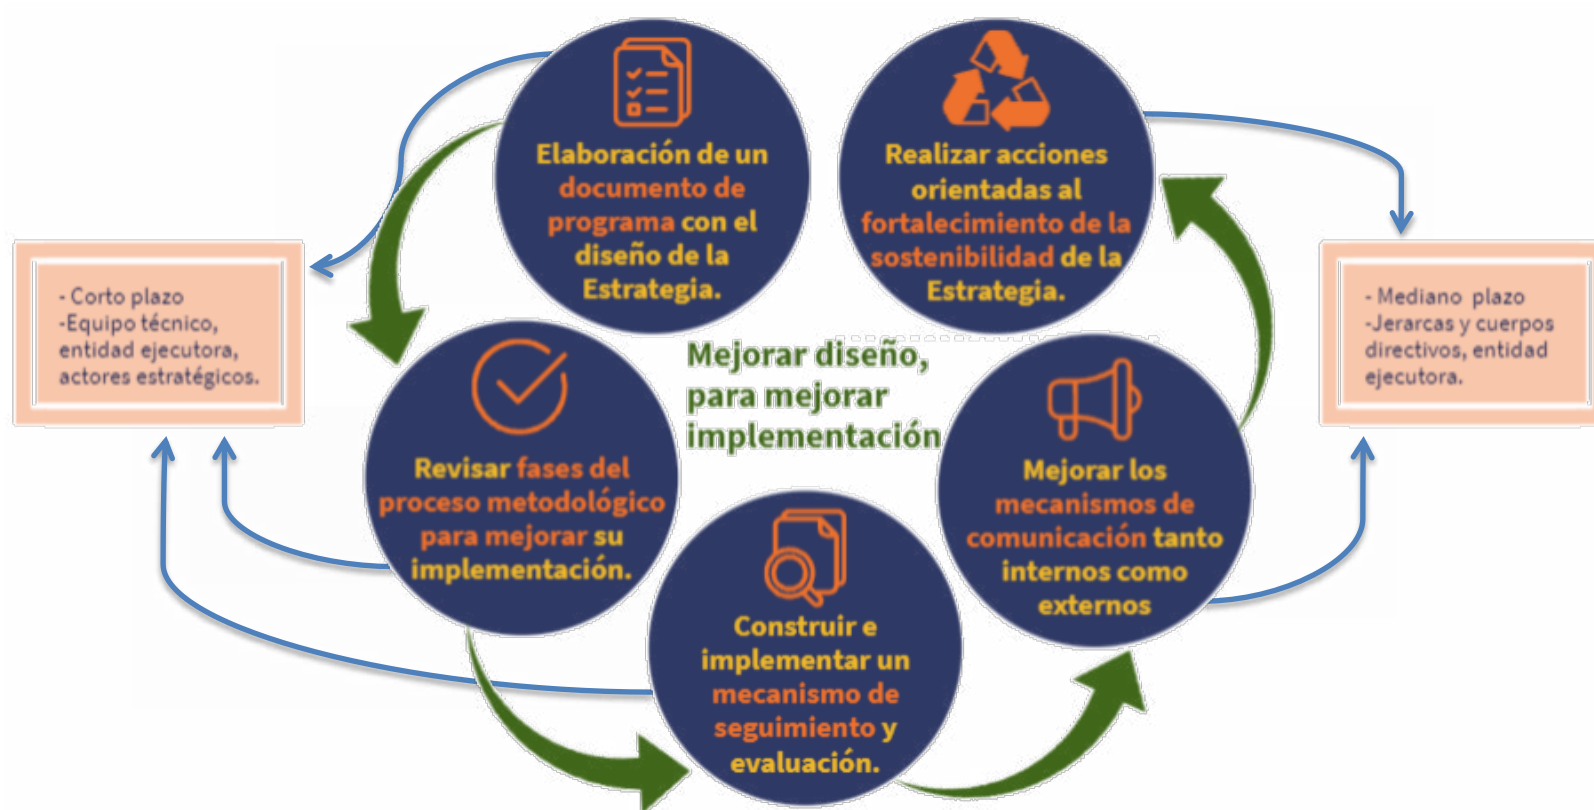 Elaboración de un
documento de
programa con el
diseño de la
Estrategia.
Realizar acciones
orientadas al
fortalecimiento de la
sostenibilidad de la
Estrategia.
- Corto plazo
-Equipo técnico,
entidad ejecutora,
actores estratégicos.
- Mediano plazo
-Jerarcas y cuerpos
directivos, entidad
ejecutora.
Mejorar diseño,
para mejorar
implementación
Revisar fases del
proceso metodológico
para mejorar su
implementación.
Mejorar los
mecanismos de
comunicación tanto
internos como
externos
Construir e
implementar un
mecanismo de
seguimiento y
evaluación.